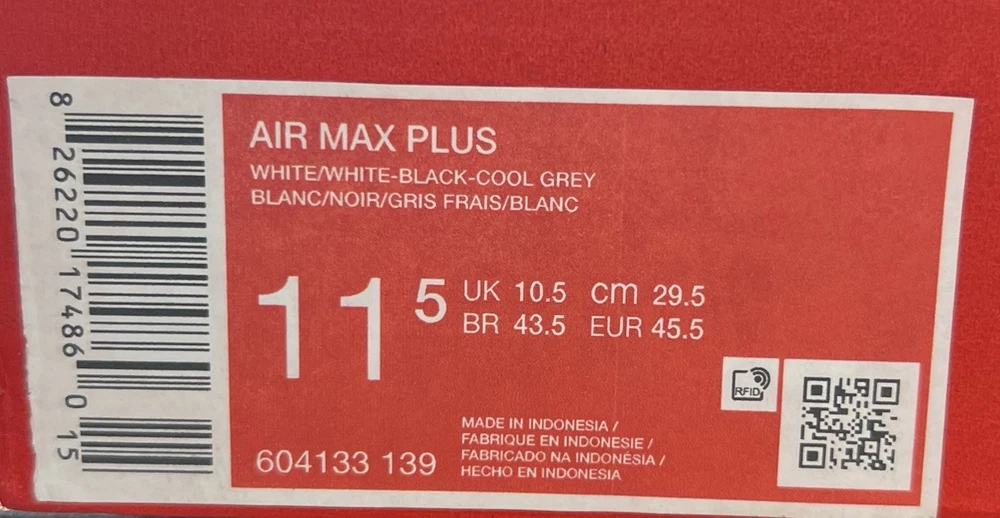 8 26220 17486 0 15
AIR MAX PLUS
WHITE/WHITE-BLACK-COOL GREY
BLANC/NOIR/GRIS FRAIS/BLANC
11 5
UK 10.5 cm 29.5
BR 43.5 EUR 45.5
RFID
604133 139
MADE IN INDONESIA /
FABRIQUE EN INDONESIE /
FABRICADO NA INDONÉSIA /
HECHO EN INDONESIA